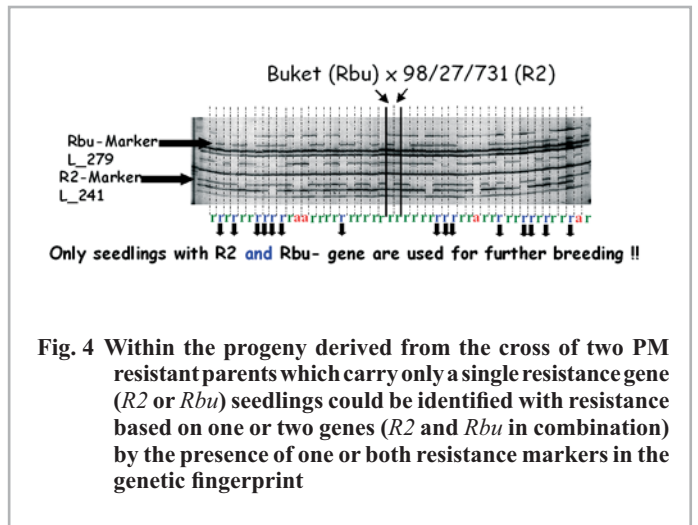 Buket (Rbu) x 98/27/731 (R2)
Rbu-Marker
L_279
R2-Marker
L_241
Only seedlings with R2 and Rbu- gene are used for further breeding !!
Fig. 4 Within the progeny derived from the cross of two PM
resistant parents which carry only a single resistance gene
(R2 or Rbu) seedlings could be identified with resistance
based on one or two genes (R2 and Rbu in combination)
by the presence of one or both resistance markers in the
genetic fingerprint